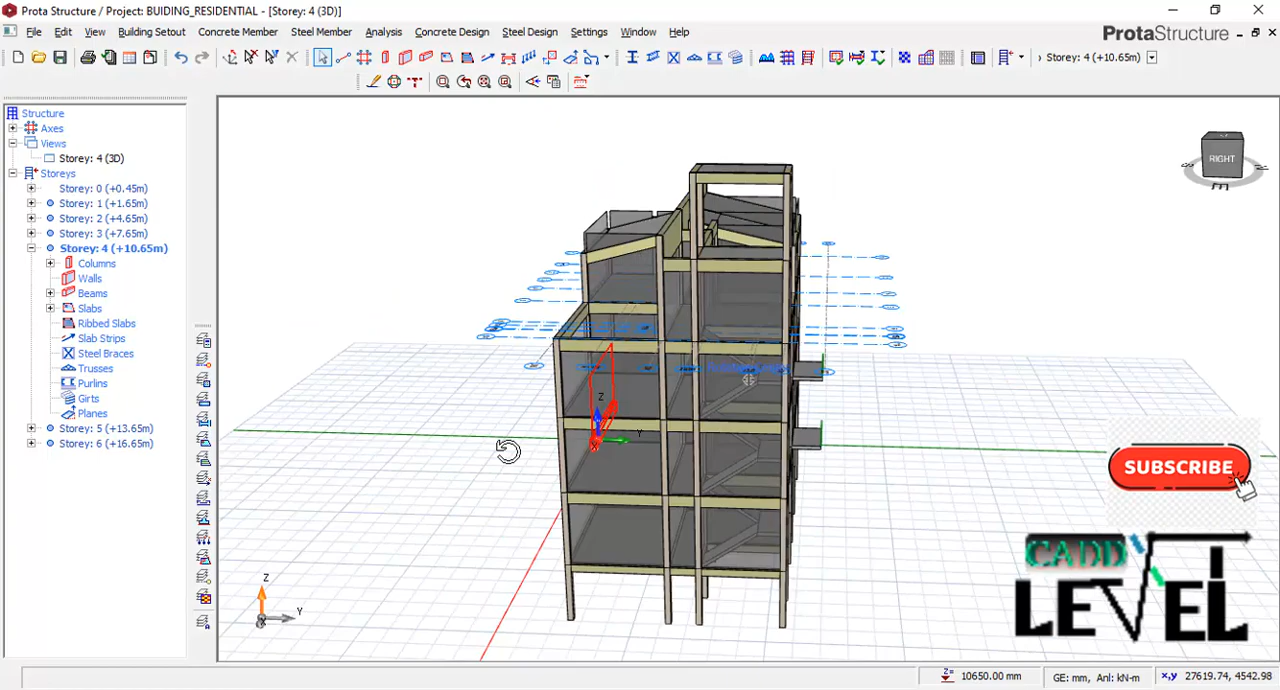 Prota Structure / Project: BUIDING_RESIDENTIAL - [Storey: 4 (3D)]
File Edit View Building Setout Concrete Member Steel Member Analysis Concrete Design Steel Design Settings Window Help
ProtaStructure
Storey: 4 (+10.65m)
Structure
Axes
Views
Storey: 4 (3D)
Storeys
Storey: 0 (+0.45m)
Storey: 1 (+1.65m)
Storey: 2 (+4.65m)
Storey: 3 (+7.65m)
Storey: 4 (+10.65m)
Columns
Walls
Beams
Slabs
Ribbed Slabs
Slab Strips
Steel Braces
Trusses
Purlins
Girts
Planes
Storey: 5 (+13.65m)
Storey: 6 (+16.65m)
RIGHT
Z
Y
X
Z
Y
SUBSCRIBE
CADD
LEVEL
Z= 10650.00 mm
GE: mm, Anl: kN-m
x,y 27619.74, 4542.98